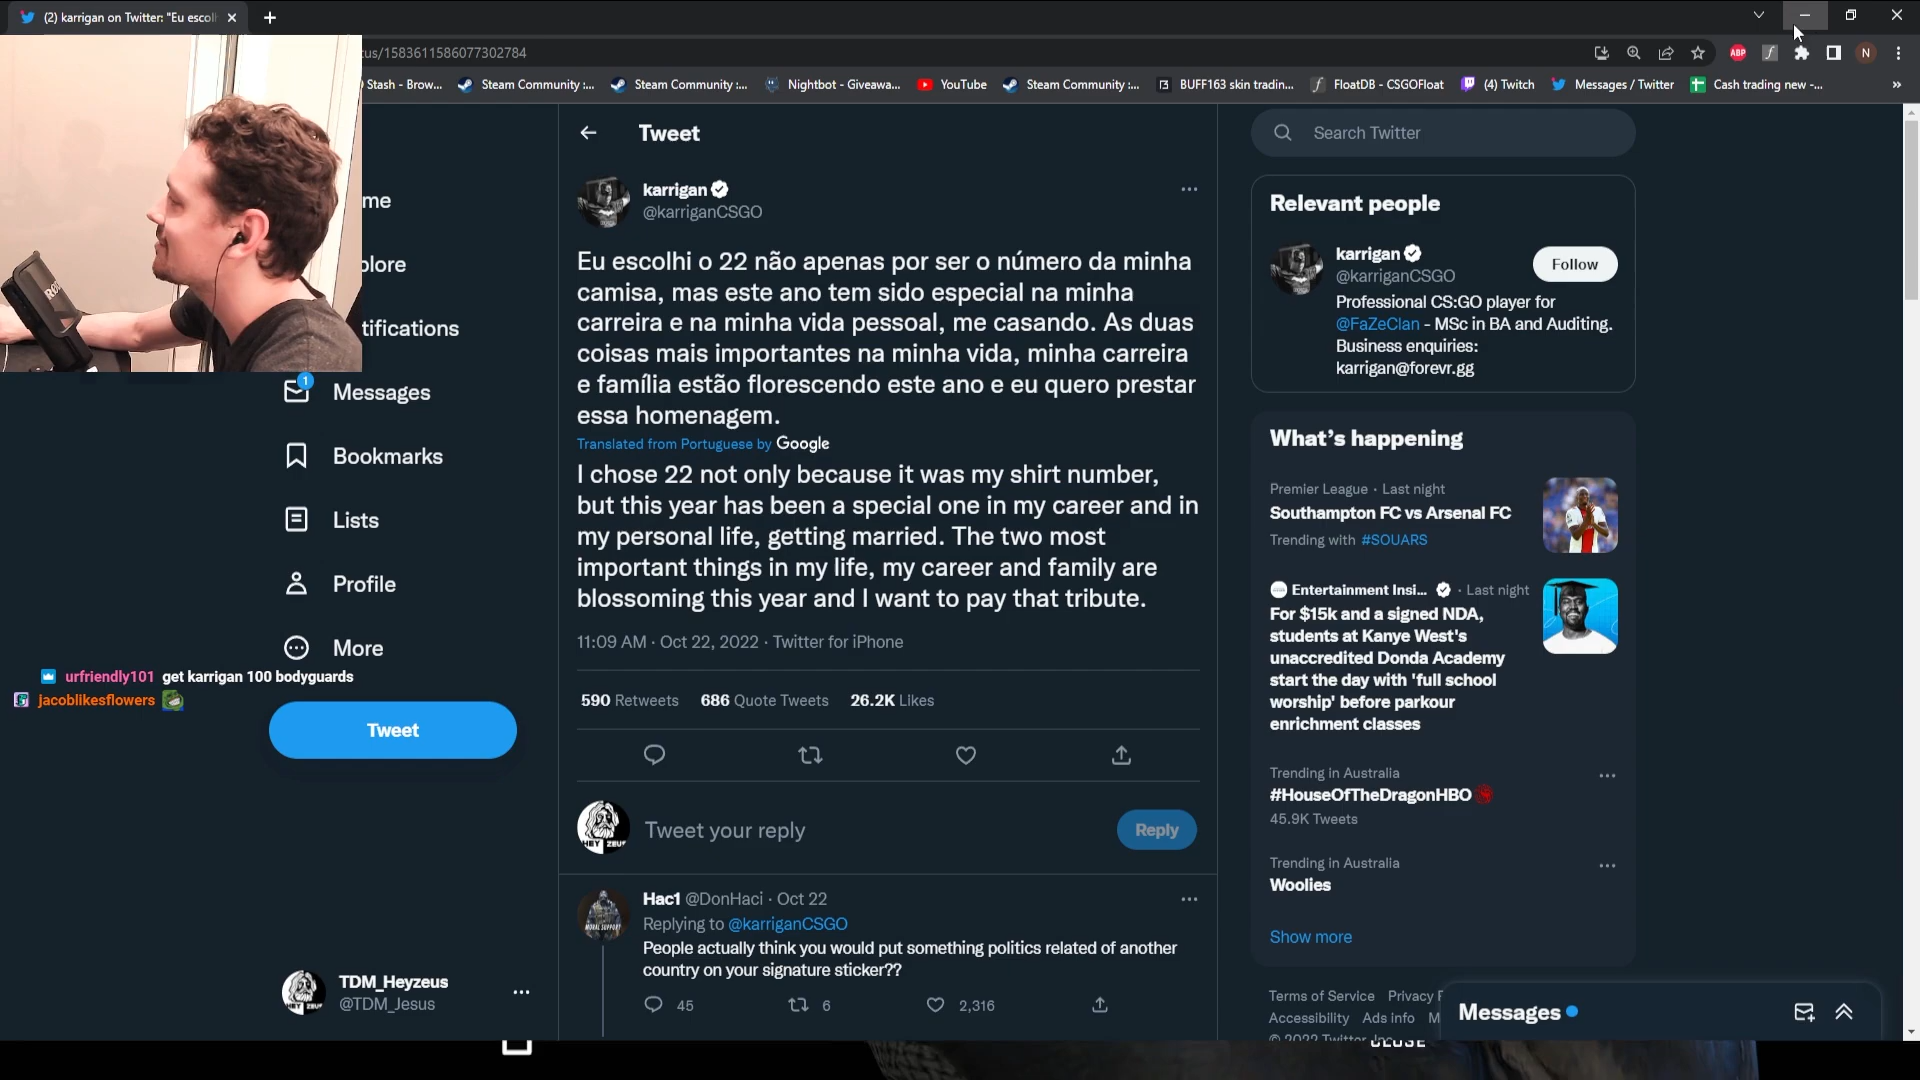 (2) karrigan on Twitter: "Eu escol
us/1583611586077302784
Stash - Brow...
Steam Community :...
Steam Community :...
Nightbot - Giveawa...
YouTube
Steam Community :...
BUFF163 skin tradin...
FloatDB - CSGOFloat
(4) Twitch
Messages / Twitter
Cash trading new -...
»
ABP
N
me
plore
tifications
1
Messages
Bookmarks
Lists
Profile
More
urfriendly101 get karrigan 100 bodyguards
jacoblikesflowers
Tweet
TDM_Heyzeus
@TDM_Jesus
RØDE
Tweet
karrigan
@karriganCSGO
Eu escolhi o 22 não apenas por ser o número da minha
camisa, mas este ano tem sido especial na minha
carreira e na minha vida pessoal, me casando. As duas
coisas mais importantes na minha vida, minha carreira
e família estão florescendo este ano e eu quero prestar
essa homenagem.
Translated from Portuguese by Google
I chose 22 not only because it was my shirt number,
but this year has been a special one in my career and in
my personal life, getting married. The two most
important things in my life, my career and family are
blossoming this year and I want to pay that tribute.
11:09 AM · Oct 22, 2022 · Twitter for iPhone
590 Retweets 686 Quote Tweets 26.2K Likes
HEY ZEUS
Tweet your reply
Reply
MORAL SUPPORT
Hac1 @DonHaci · Oct 22
Replying to @karriganCSGO
People actually think you would put something politics related of another
country on your signature sticker??
45
6
2,316
Search Twitter
Relevant people
karrigan
@karriganCSGO
Follow
Professional CS:GO player for
@FaZeClan - MSc in BA and Auditing.
Business enquiries:
karrigan@forevr.gg
What's happening
Premier League · Last night
Southampton FC vs Arsenal FC
Trending with #SOUARS
Entertainment Insi... · Last night
For $15k and a signed NDA,
students at Kanye West's
unaccredited Donda Academy
start the day with 'full school
worship' before parkour
enrichment classes
Trending in Australia
#HouseOfTheDragonHBO
45.9K Tweets
Trending in Australia
Woolies
Show more
Terms of Service Privacy
Accessibility Ads info M
© 2022 Twitter, Inc.
Messages
CLOSE